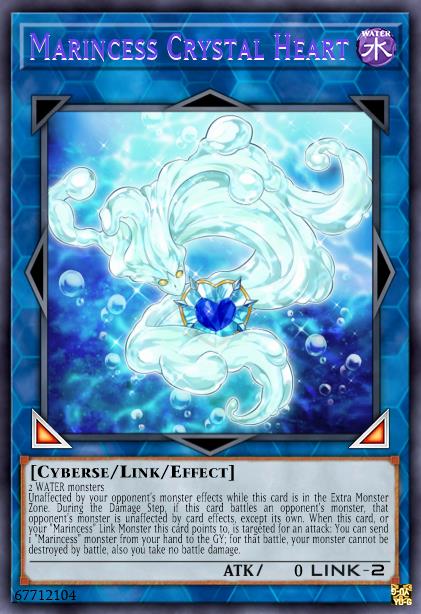 Marincess Crystal Heart
WATER
水
[Cyberse/Link/Effect]
2 WATER monsters
Unaffected by your opponent's monster effects while this card is in the Extra Monster
Zone. During the Damage Step, if this card battles an opponent's monster, that
opponent's monster is unaffected by card effects, except its own. When this card, or
your "Marincess" Link Monster this card points to, is targeted for an attack: You can send
1 "Marincess" monster from your hand to the GY; for that battle, your monster cannot be
destroyed by battle, also you take no battle damage.
ATK/ 0 LINK-2
67712104